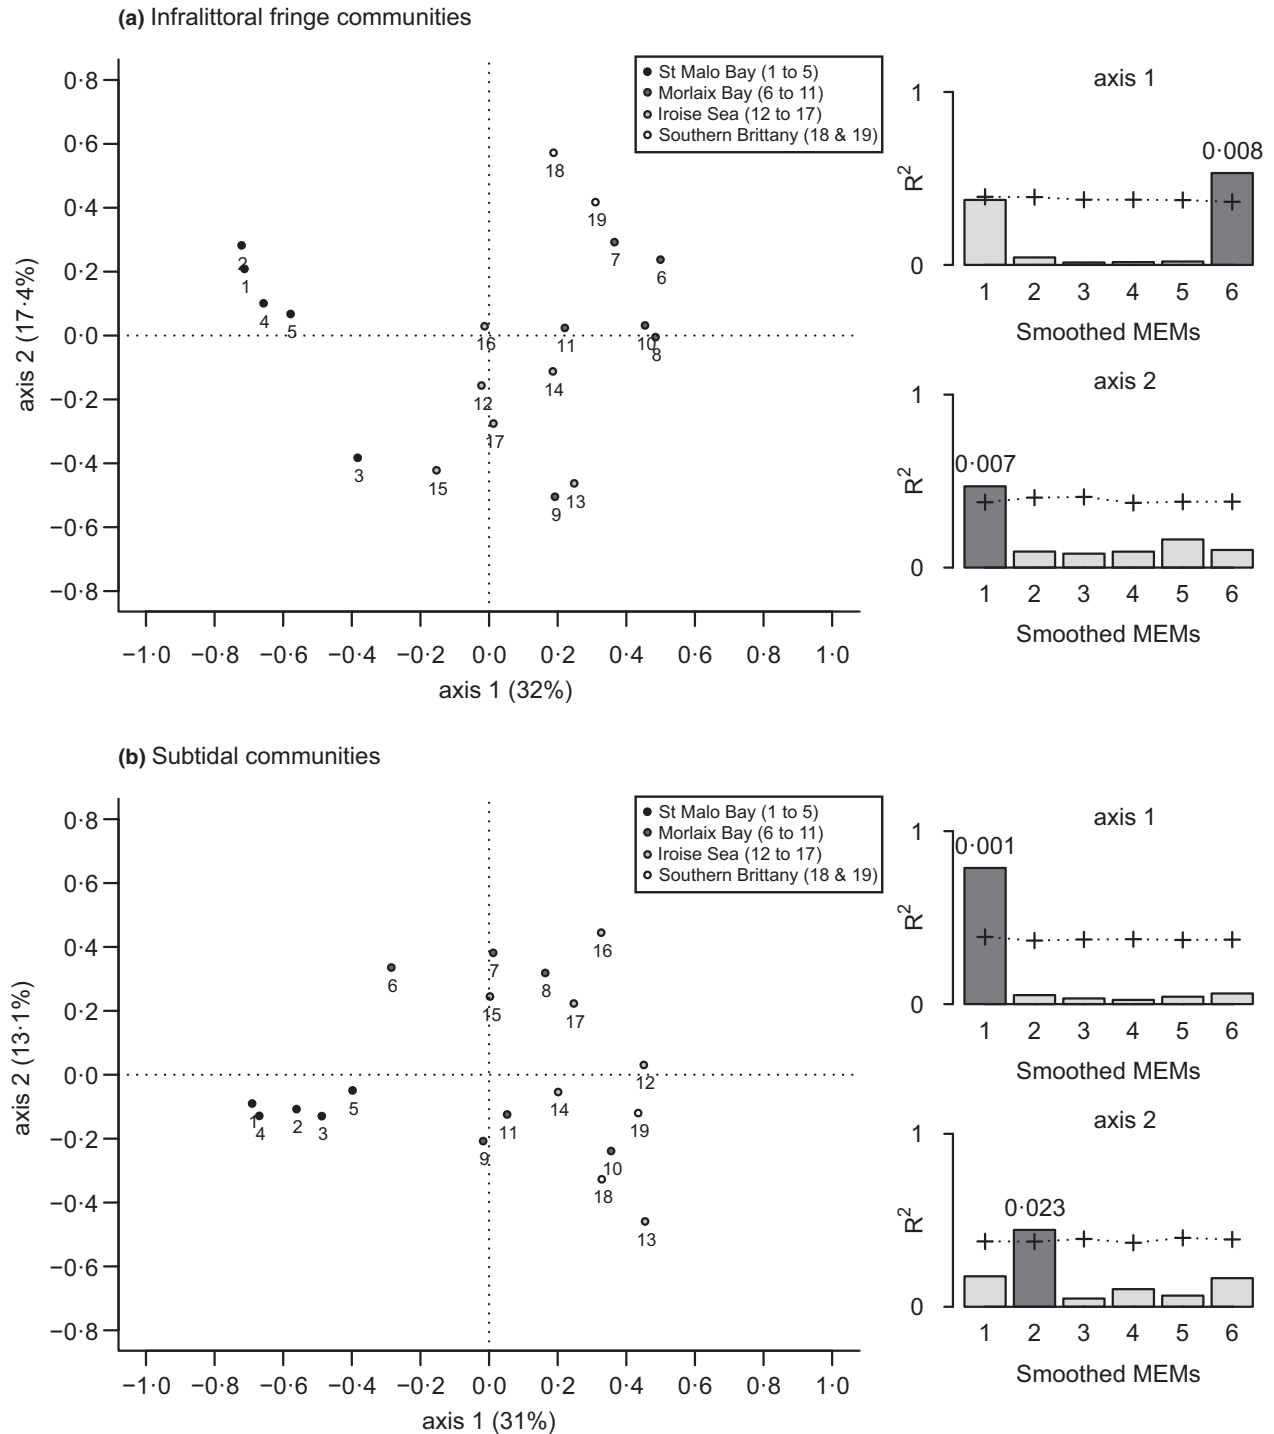 (a) Infralittoral fringe communities
St Malo Bay (1 to 5)
Morlaix Bay (6 to 11)
Iroise Sea (12 to 17)
Southern Brittany (18 & 19)
0·8
0·6
0·4
0·2
0·0
−0·2
−0·4
−0·6
−0·8
axis 2 (17·4%)
18
19
7
6
2
1
4
5
16
11
10
8
14
12
17
3
15
9
13
−1·0 −0·8 −0·6 −0·4 −0·2 0·0 0·2 0·4 0·6 0·8 1·0
axis 1 (32%)
axis 1
1
0·008
R2
0
1 2 3 4 5 6
Smoothed MEMs
axis 2
1
0·007
R2
0
1 2 3 4 5 6
Smoothed MEMs
(b) Subtidal communities
St Malo Bay (1 to 5)
Morlaix Bay (6 to 11)
Iroise Sea (12 to 17)
Southern Brittany (18 & 19)
0·8
0·6
0·4
0·2
0·0
−0·2
−0·4
−0·6
−0·8
axis 2 (13·1%)
16
7
6
8
15
17
12
5
1
4
2
3
14
11
19
9
10
18
13
−1·0 −0·8 −0·6 −0·4 −0·2 0·0 0·2 0·4 0·6 0·8 1·0
axis 1 (31%)
axis 1
1
0·001
R2
0
1 2 3 4 5 6
Smoothed MEMs
axis 2
1
0·023
R2
0
1 2 3 4 5 6
Smoothed MEMs